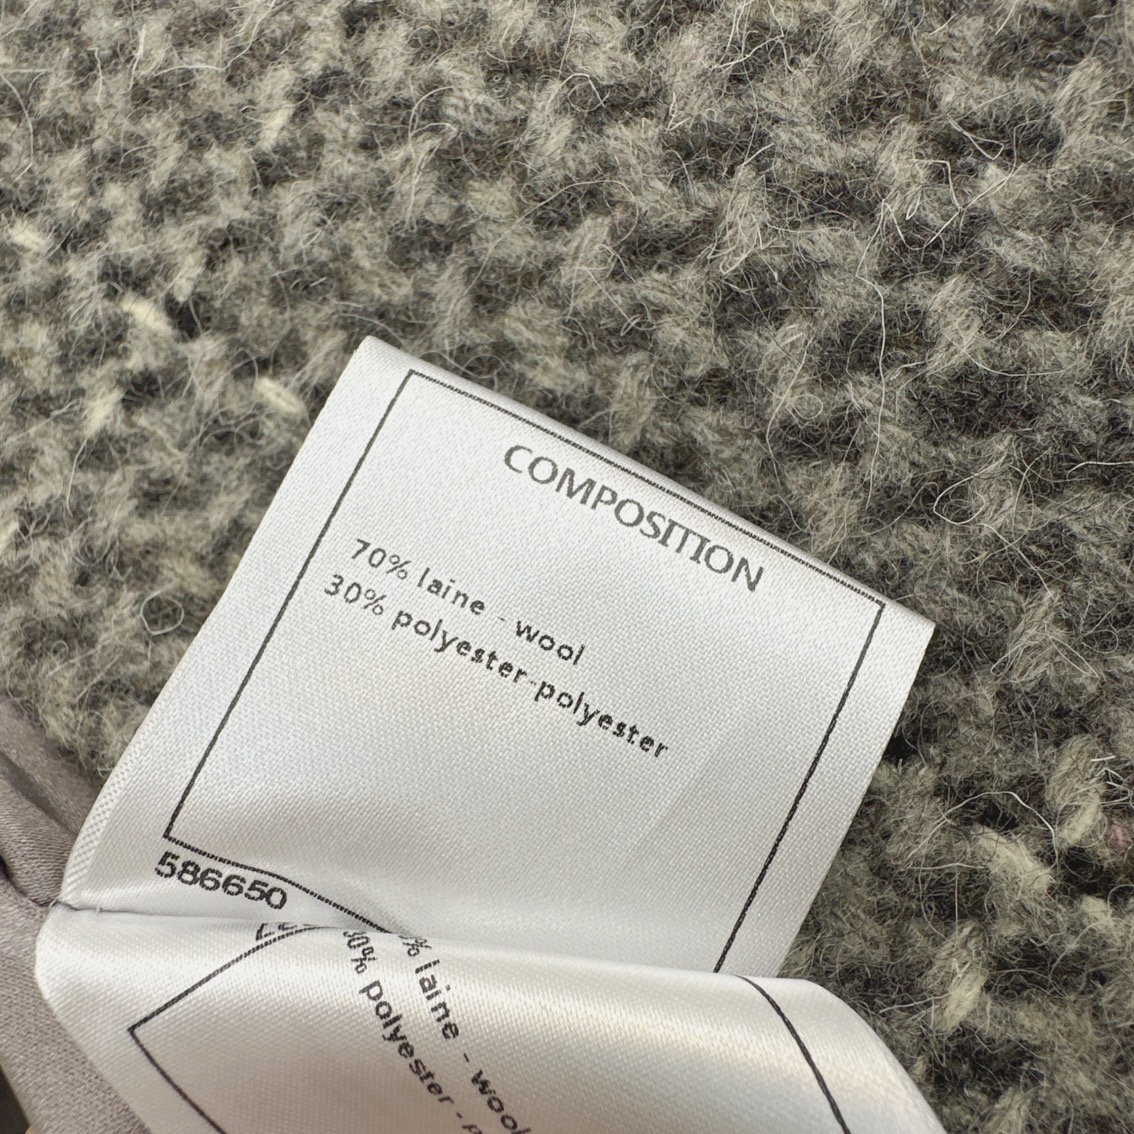 COMPOSITION
70% laine - wool
30% polyester-polyester
586650
% laine - wool
30% polyester - p